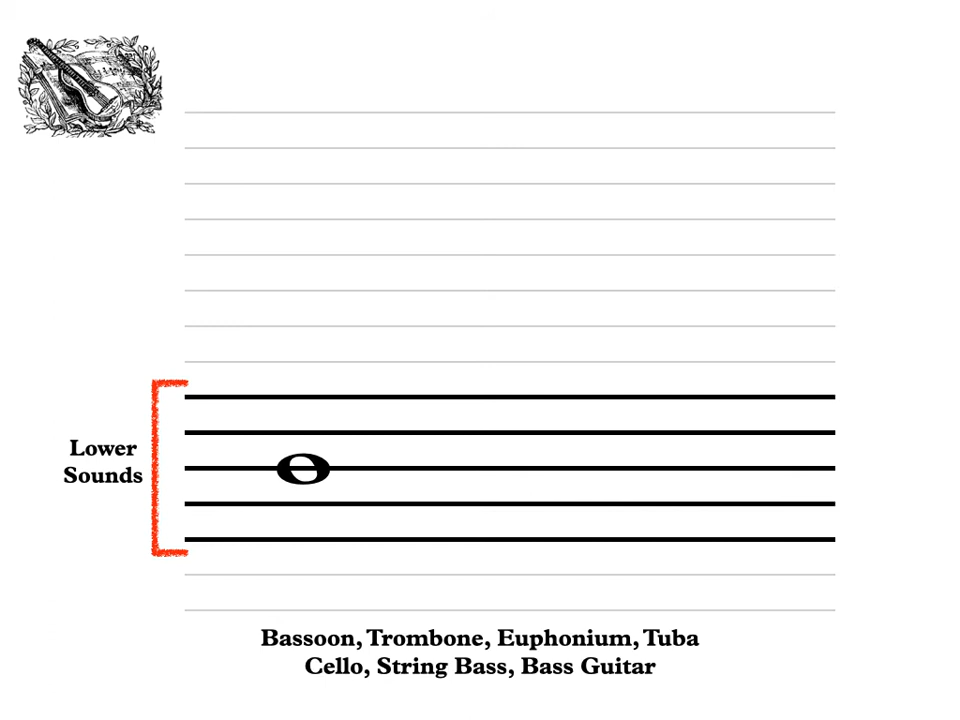 Lower
Sounds
Bassoon, Trombone, Euphonium, Tuba
Cello, String Bass, Bass Guitar